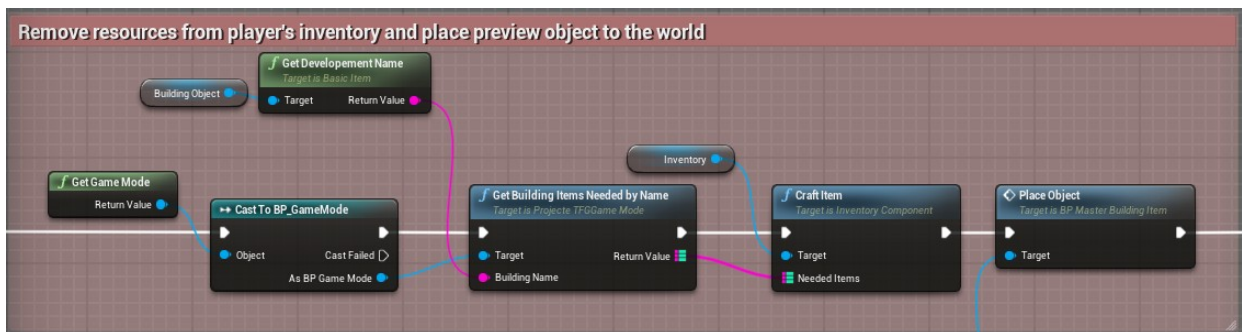 Remove resources from player's inventory and place preview object to the world
f Get Developement Name
Target is Basic Item
Building Object
Target Return Value
Inventory
f Get Game Mode
Return Value
Cast To BP_GameMode
Object Cast Failed
As BP Game Mode
f Get Building Items Needed by Name
Target is Projecte TFGGame Mode
Target Return Value
Building Name
f Craft Item
Target is Inventory Component
Target
Needed Items
Place Object
Target is BP Master Building Item
Target